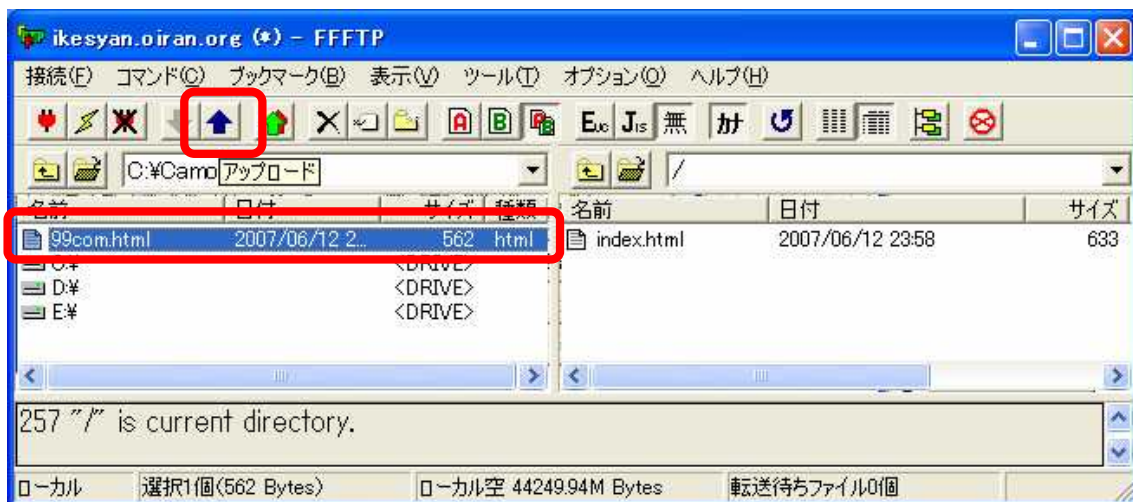 ikesyan.oiran.org (*) - FFFTP
接続(F) コマンド(C) ブックマーク(B) 表示(V) ツール(T) オプション(O) ヘルプ(H)
A B Euc Jis 無 カナ
C:¥Camo アップロード /
名前 日付 サイズ 種類 名前 日付 サイズ
99com.html 2007/06/12 2... 562 html index.html 2007/06/12 23:58 633
C:¥ <DRIVE>
D:¥ <DRIVE>
E:¥ <DRIVE>
257 "/" is current directory.
ローカル 選択1個(562 Bytes) ローカル空 44249.94M Bytes 転送待ちファイル0個